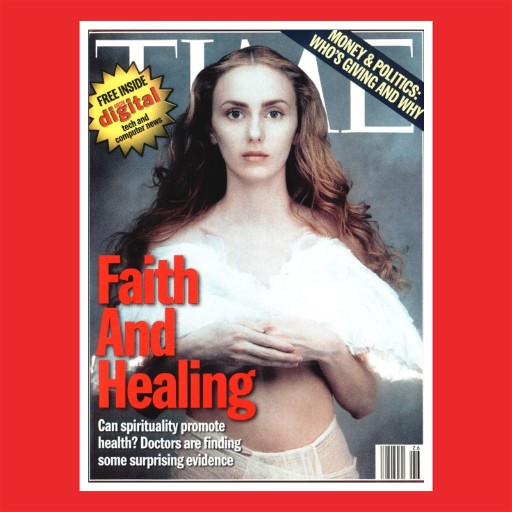 TIME
MONEY & POLITICS-
WHO'S GIVING AND WHY
FREE INSIDE
digital
tech and
computer news
Faith
And
Healing
Can spirituality promote
health? Doctors are finding
some surprising evidence
26